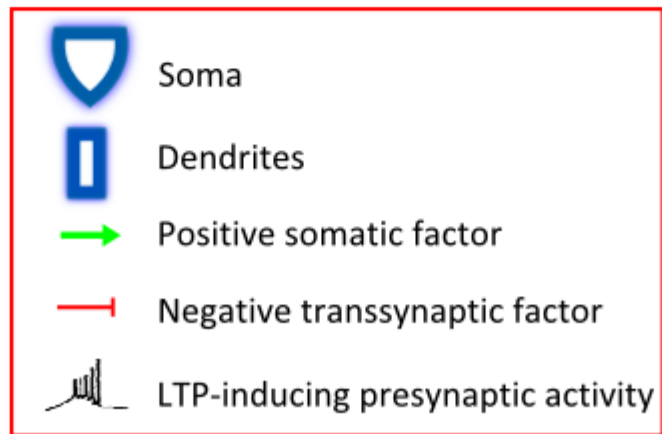 Soma
Dendrites
Positive somatic factor
Negative transsynaptic factor
LTP-inducing presynaptic activity